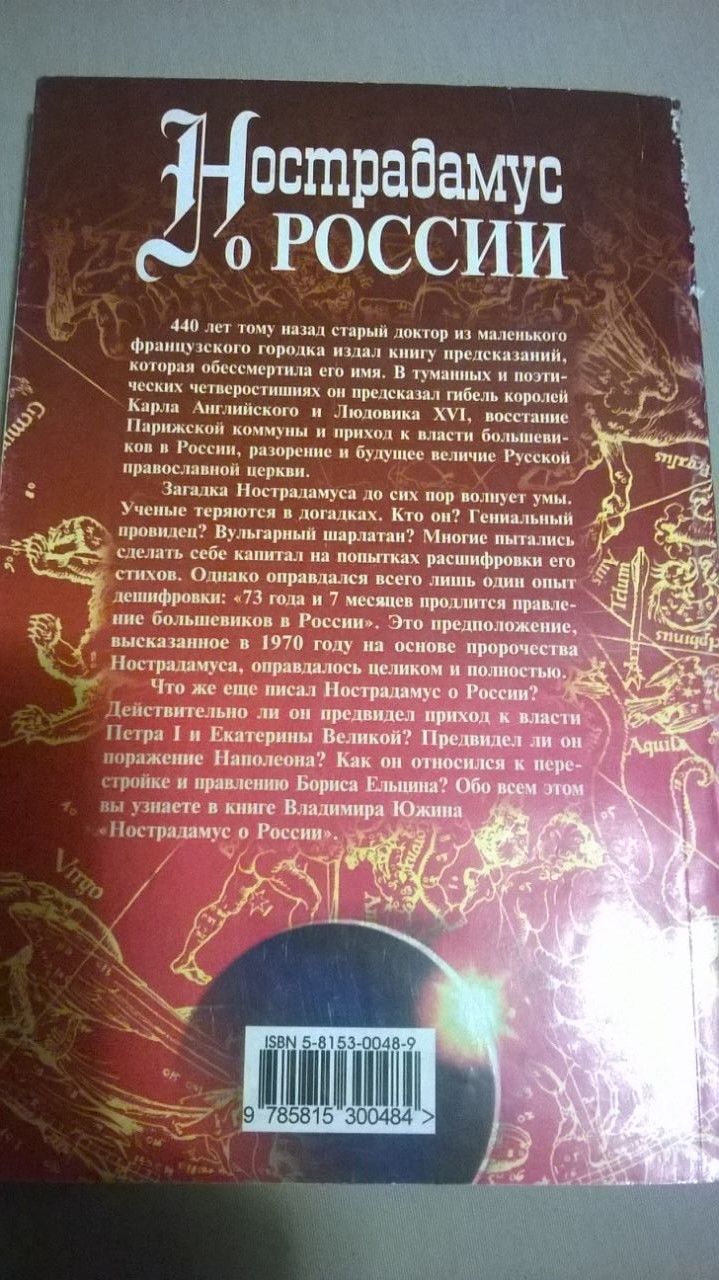 Нострадамус
о РОССИИ
440 лет тому назад старый доктор из маленького
французского городка издал книгу предсказаний,
которая обессмертила его имя. В туманных и поэти-
ческих четверостишиях он предсказал гибель королей
Карла Английского и Людовика XVI, восстание
Парижской коммуны и приход к власти большеви-
ков в России, разорение и будущее величие Русской
православной церкви.
Загадка Нострадамуса до сих пор волнует умы.
Ученые теряются в догадках. Кто он? Гениальный
провидец? Вульгарный шарлатан? Многие пытались
сделать себе капитал на попытках расшифровки его
стихов. Однако оправдался всего лишь один опыт
дешифровки: «73 года и 7 месяцев продлится правле-
ние большевиков в России». Это предположение,
высказанное в 1970 году на основе пророчества
Нострадамуса, оправдалось целиком и полностью.
Что же еще писал Нострадамус о России?
Действительно ли он предвидел приход к власти
Петра I и Екатерины Великой? Предвидел ли он
поражение Наполеона? Как он относился к пере-
стройке и правлению Бориса Ельцина? Обо всем этом
вы узнаете в книге Владимира Южина
«Нострадамус о России».
Virgo
ISBN 5-8153-0048-9
9 785815 300484 >